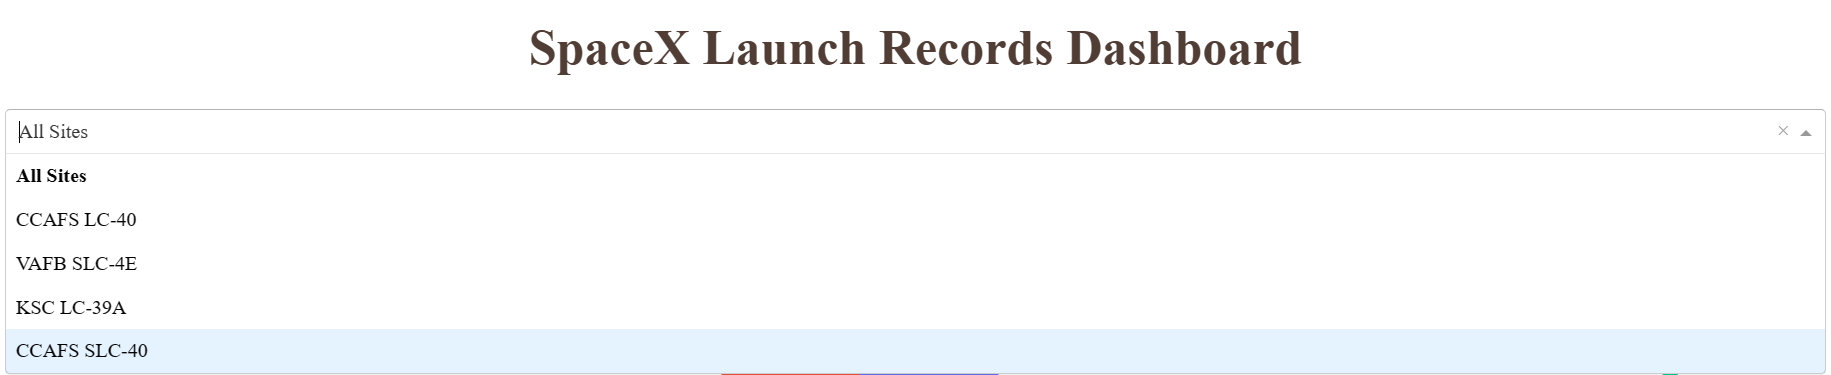 SpaceX Launch Records Dashboard
All Sites
All Sites
CCAFS LC-40
VAFB SLC-4E
KSC LC-39A
CCAFS SLC-40